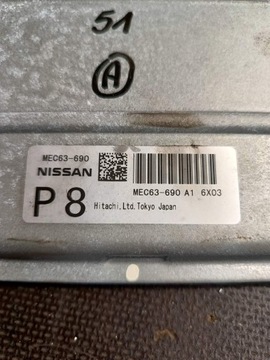 51
A
MEC63-690
NISSAN
MEC63-690 A1 6X03
P8
Hitachi,Ltd.Tokyo Japan